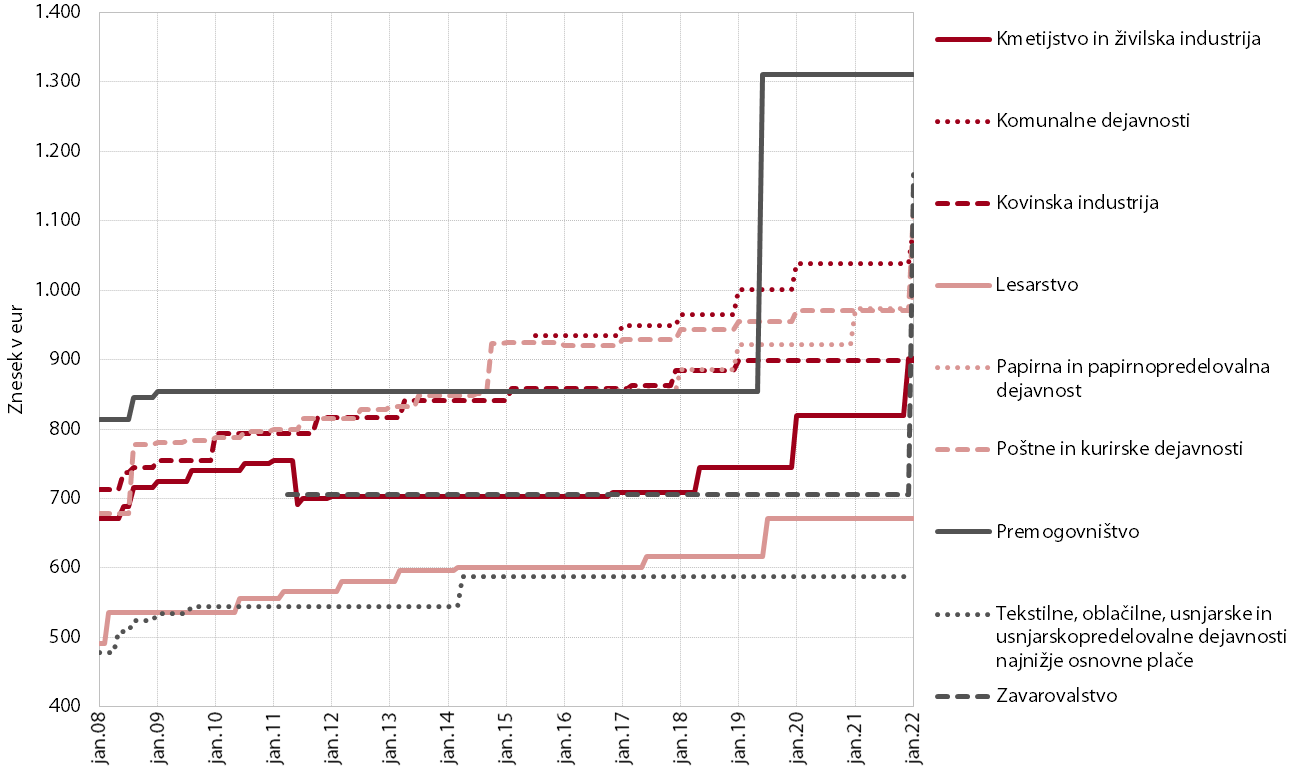 1.400
1.300
1.200
1.100
1.000
900
800
700
600
500
400
Znesek v eur
jan.08
jan.09
jan.10
jan.11
jan.12
jan.13
jan.14
jan.15
jan.16
jan.17
jan.18
jan.19
jan.20
jan.21
jan.22
Kmetijstvo in živilska industrija
Komunalne dejavnosti
Kovinska industrija
Lesarstvo
Papirna in papirnopredelovalna
dejavnost
Poštne in kurirske dejavnosti
Premogovništvo
Tekstilne, oblačilne, usnjarske in
usnjarskopredelovalne dejavnosti
najnižje osnovne plače
Zavarovalstvo